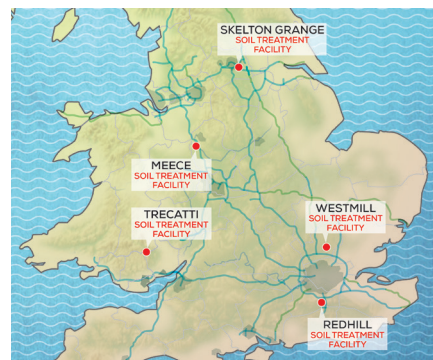 SKELTON GRANGE
SOIL TREATMENT
FACILITY
MEECE
SOIL TREATMENT
FACILITY
TRECATTI
SOIL TREATMENT
FACILITY
WESTMILL
SOIL TREATMENT
FACILITY
REDHILL
SOIL TREATMENT
FACILITY